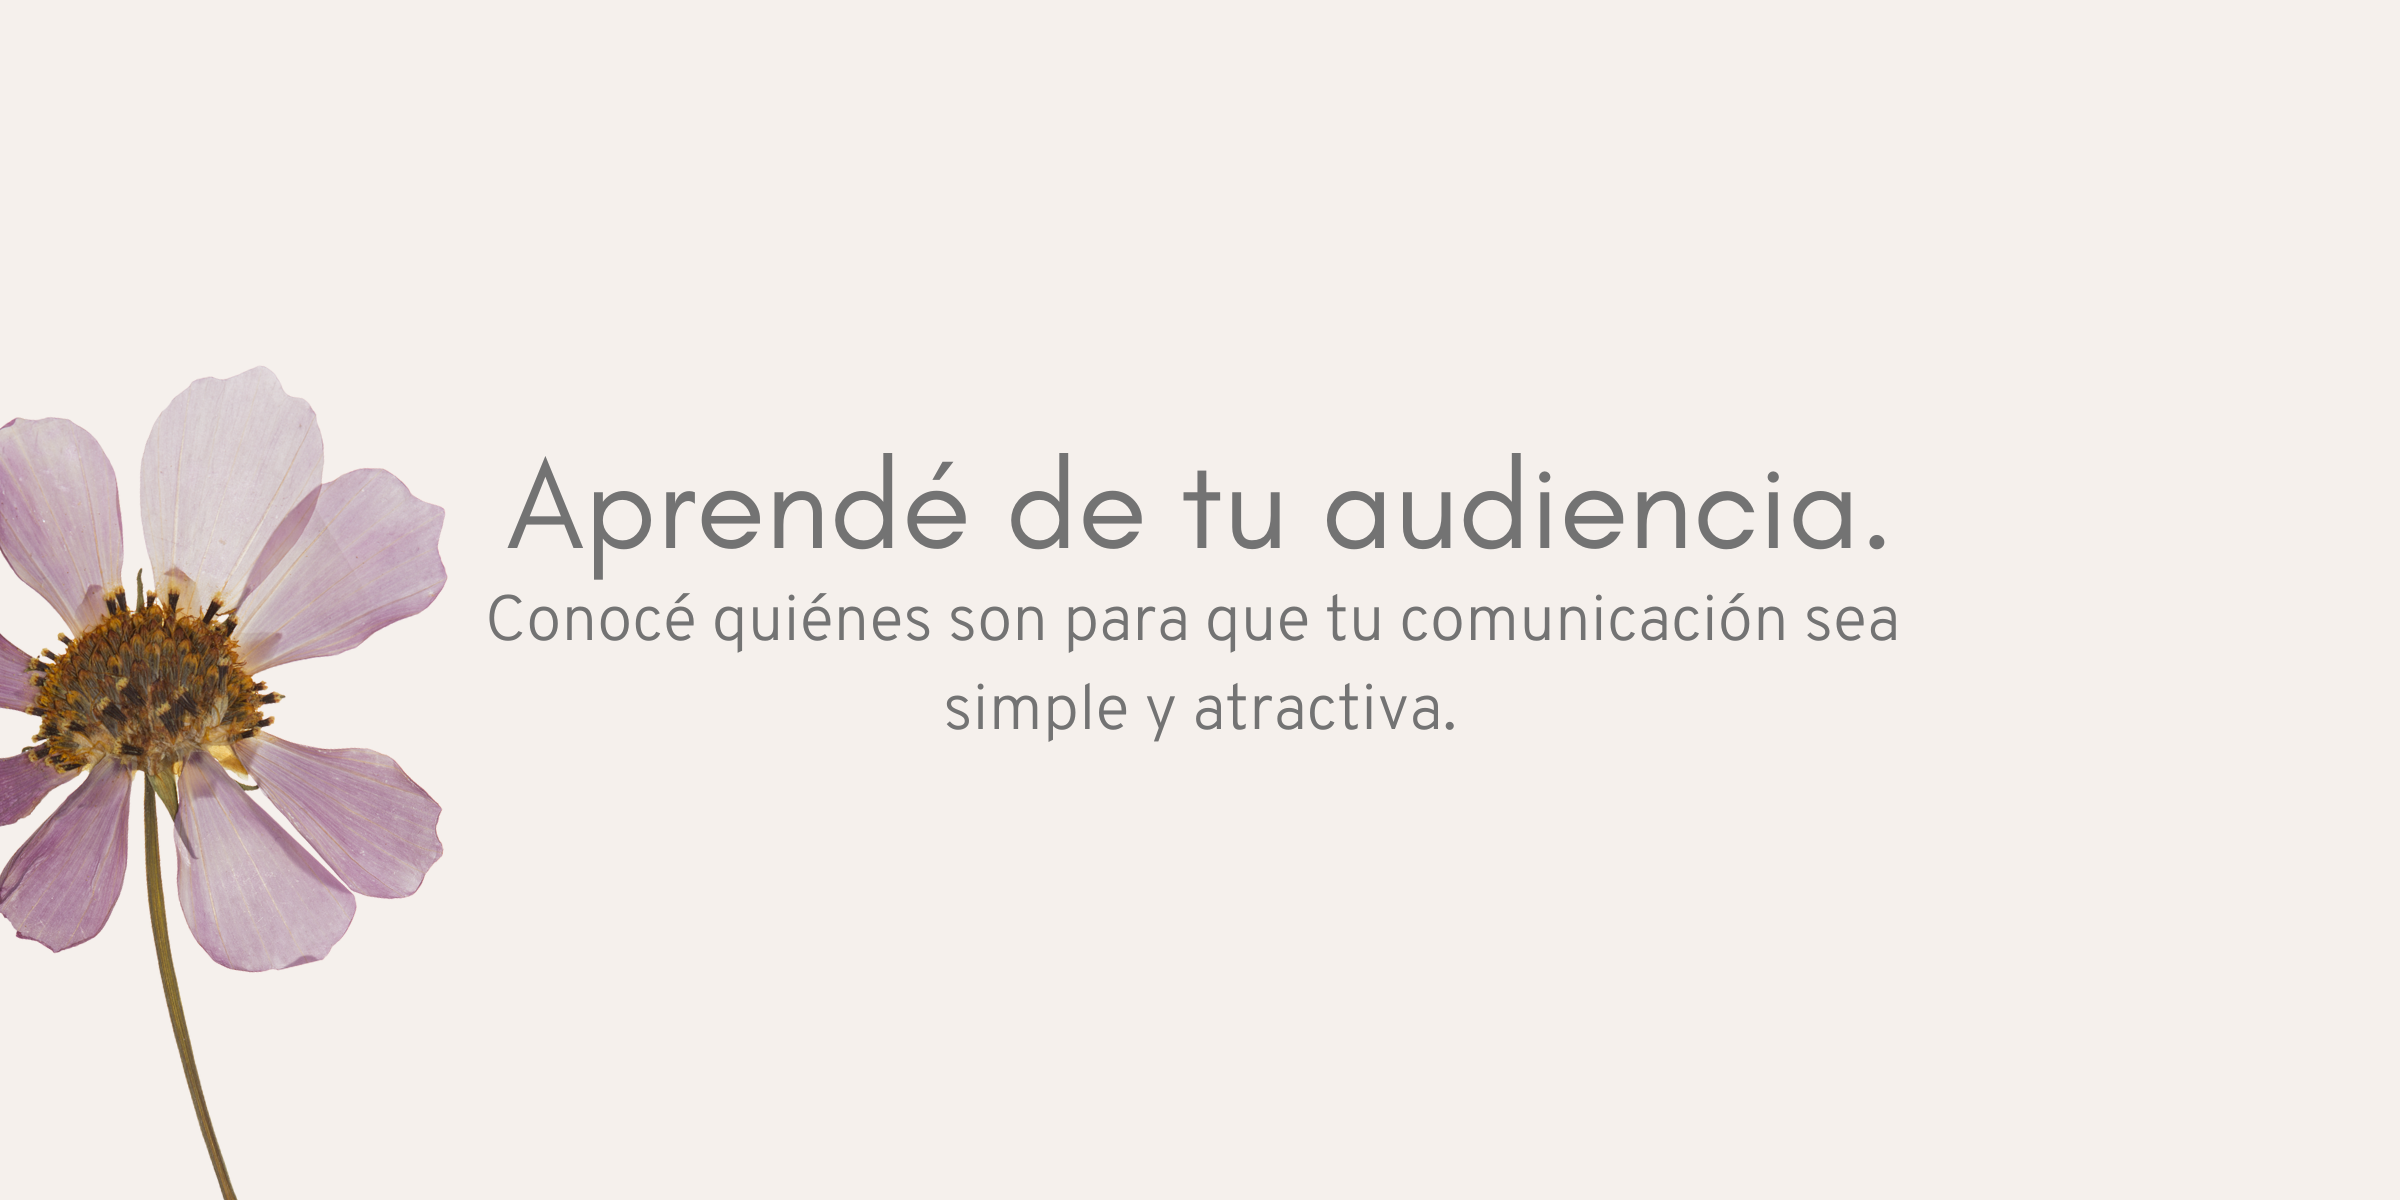 Aprendé de tu audiencia.
Conocé quiénes son para que tu comunicación sea
simple y atractiva.